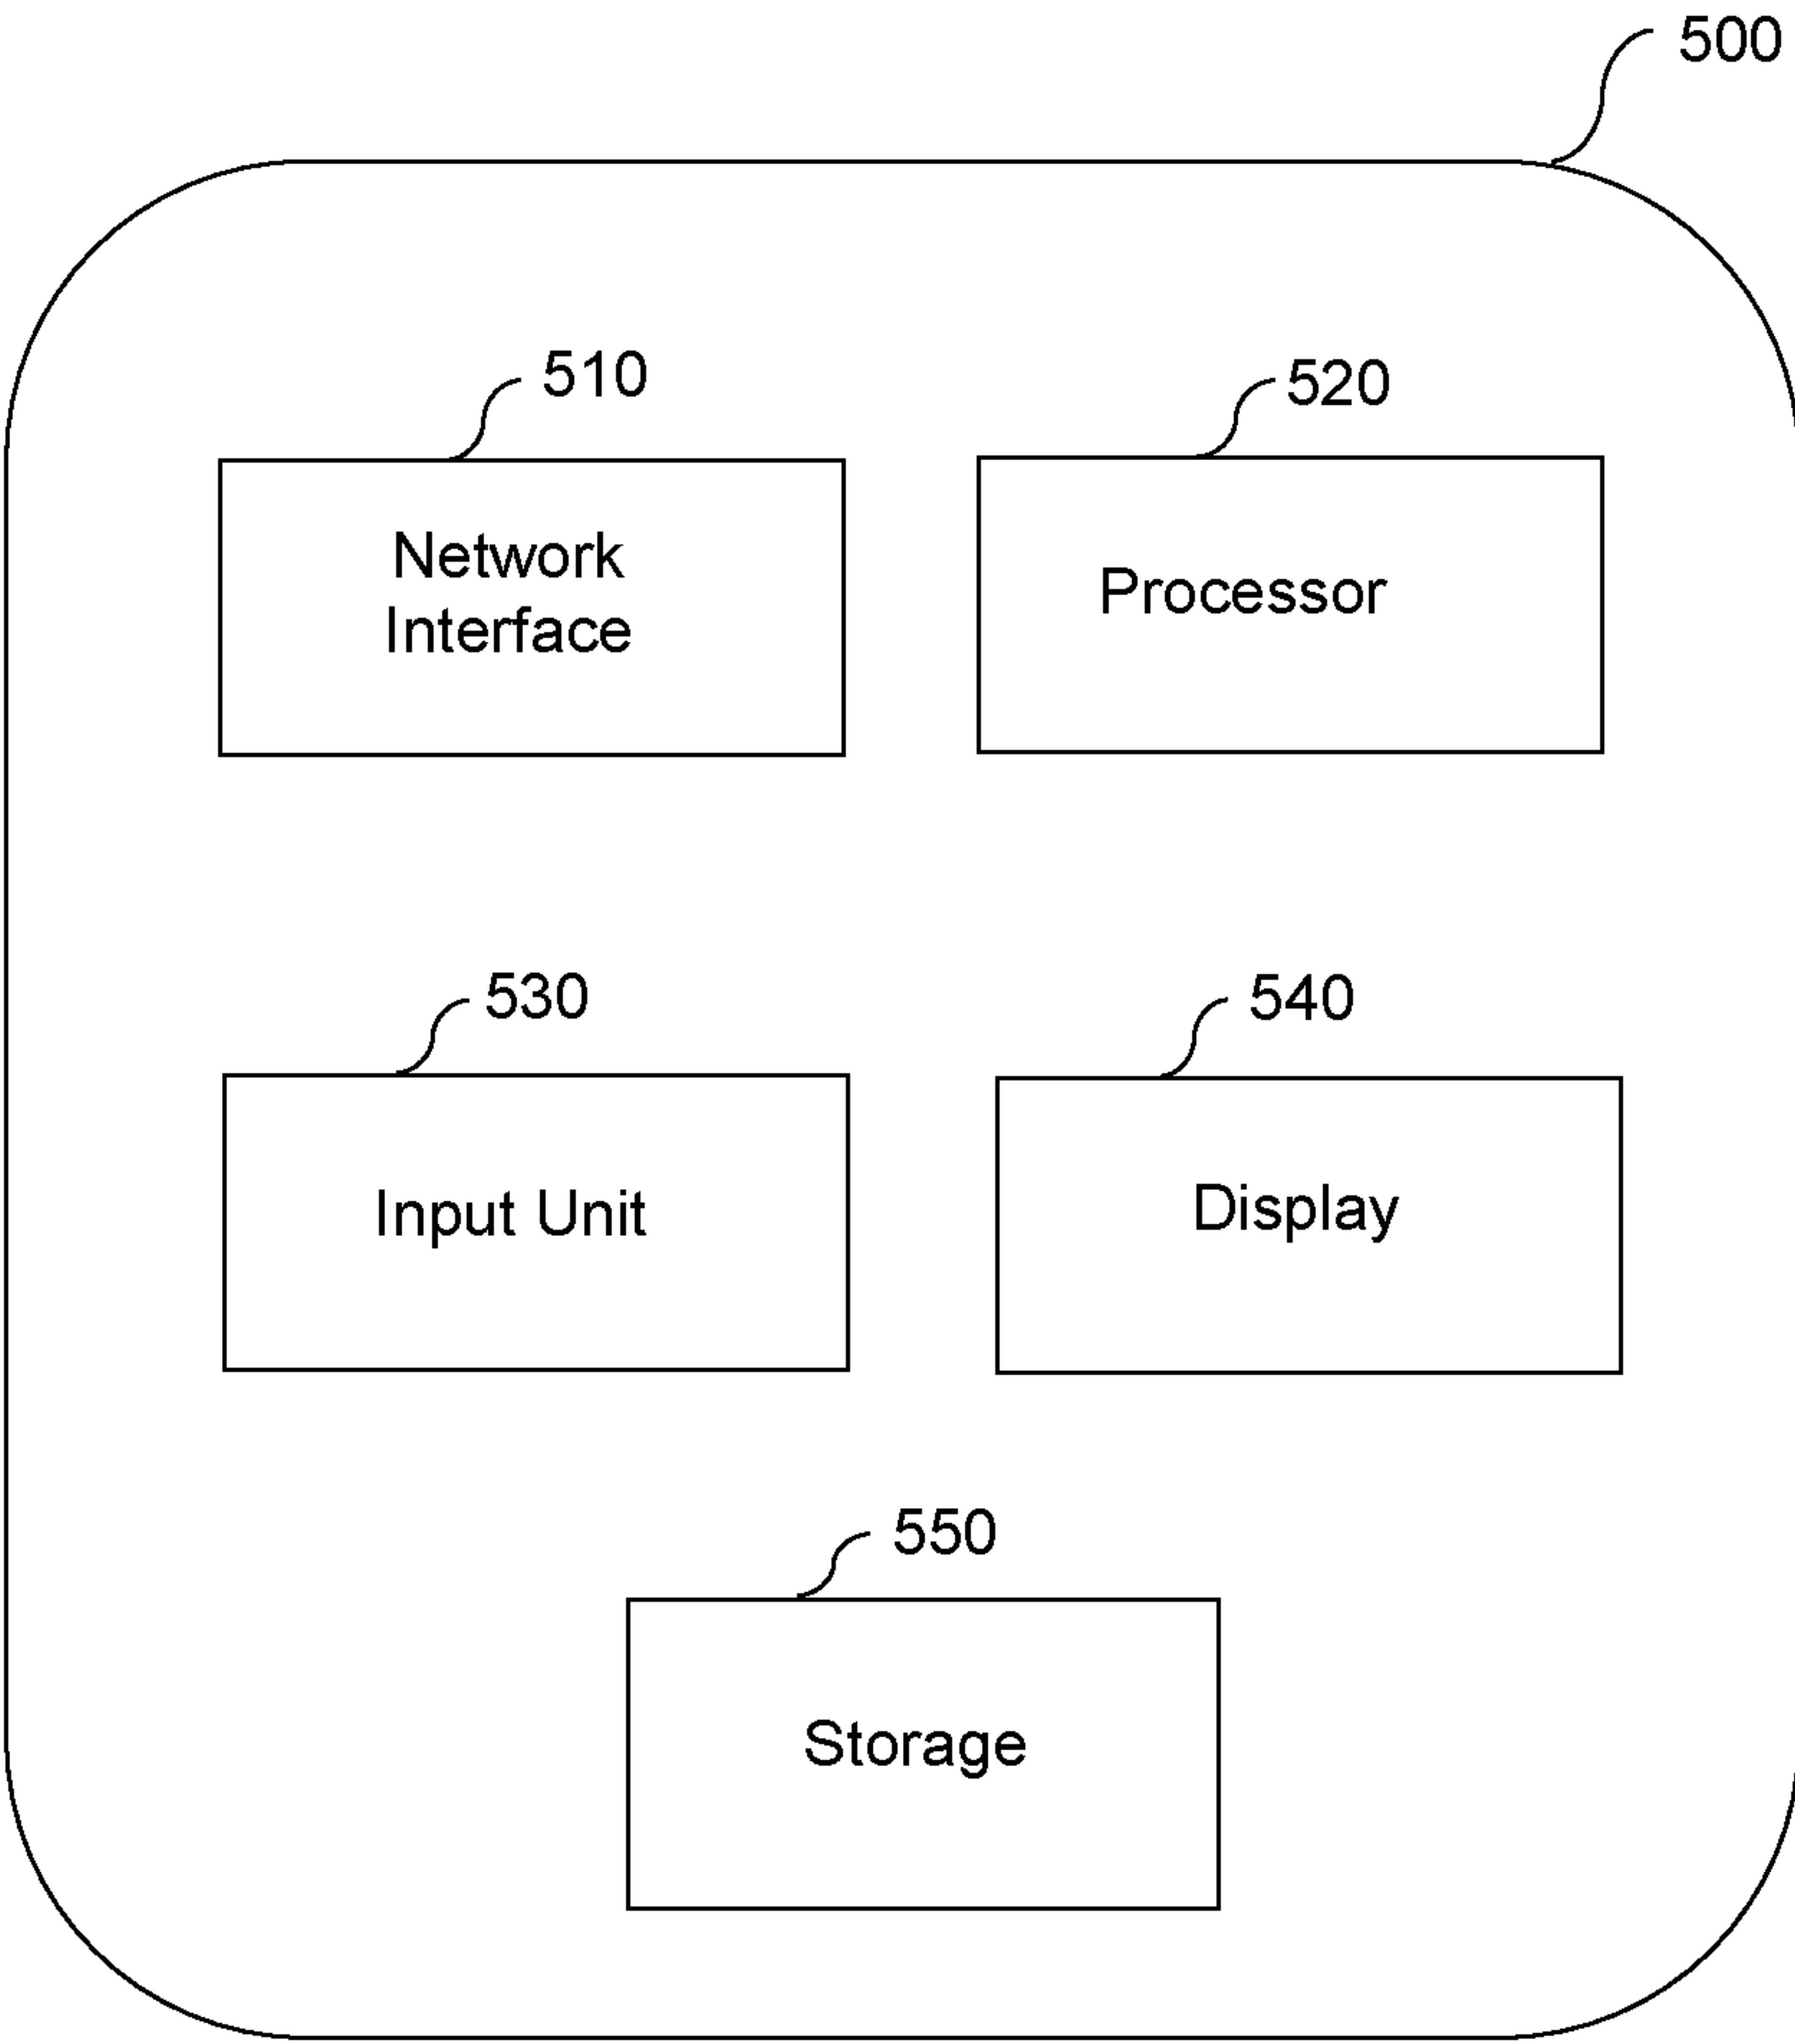 500
510
520
Network
Interface
Processor
530
540
Input Unit
Display
550
Storage